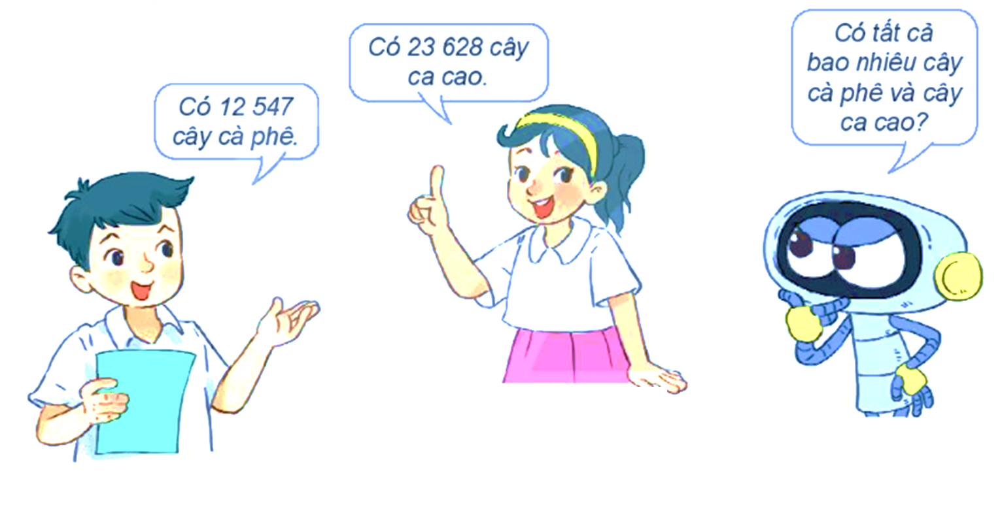 Có 12 547
cây cà phê.
Có 23 628 cây
ca cao.
Có tất cả
bao nhiêu cây
cà phê và cây
ca cao?